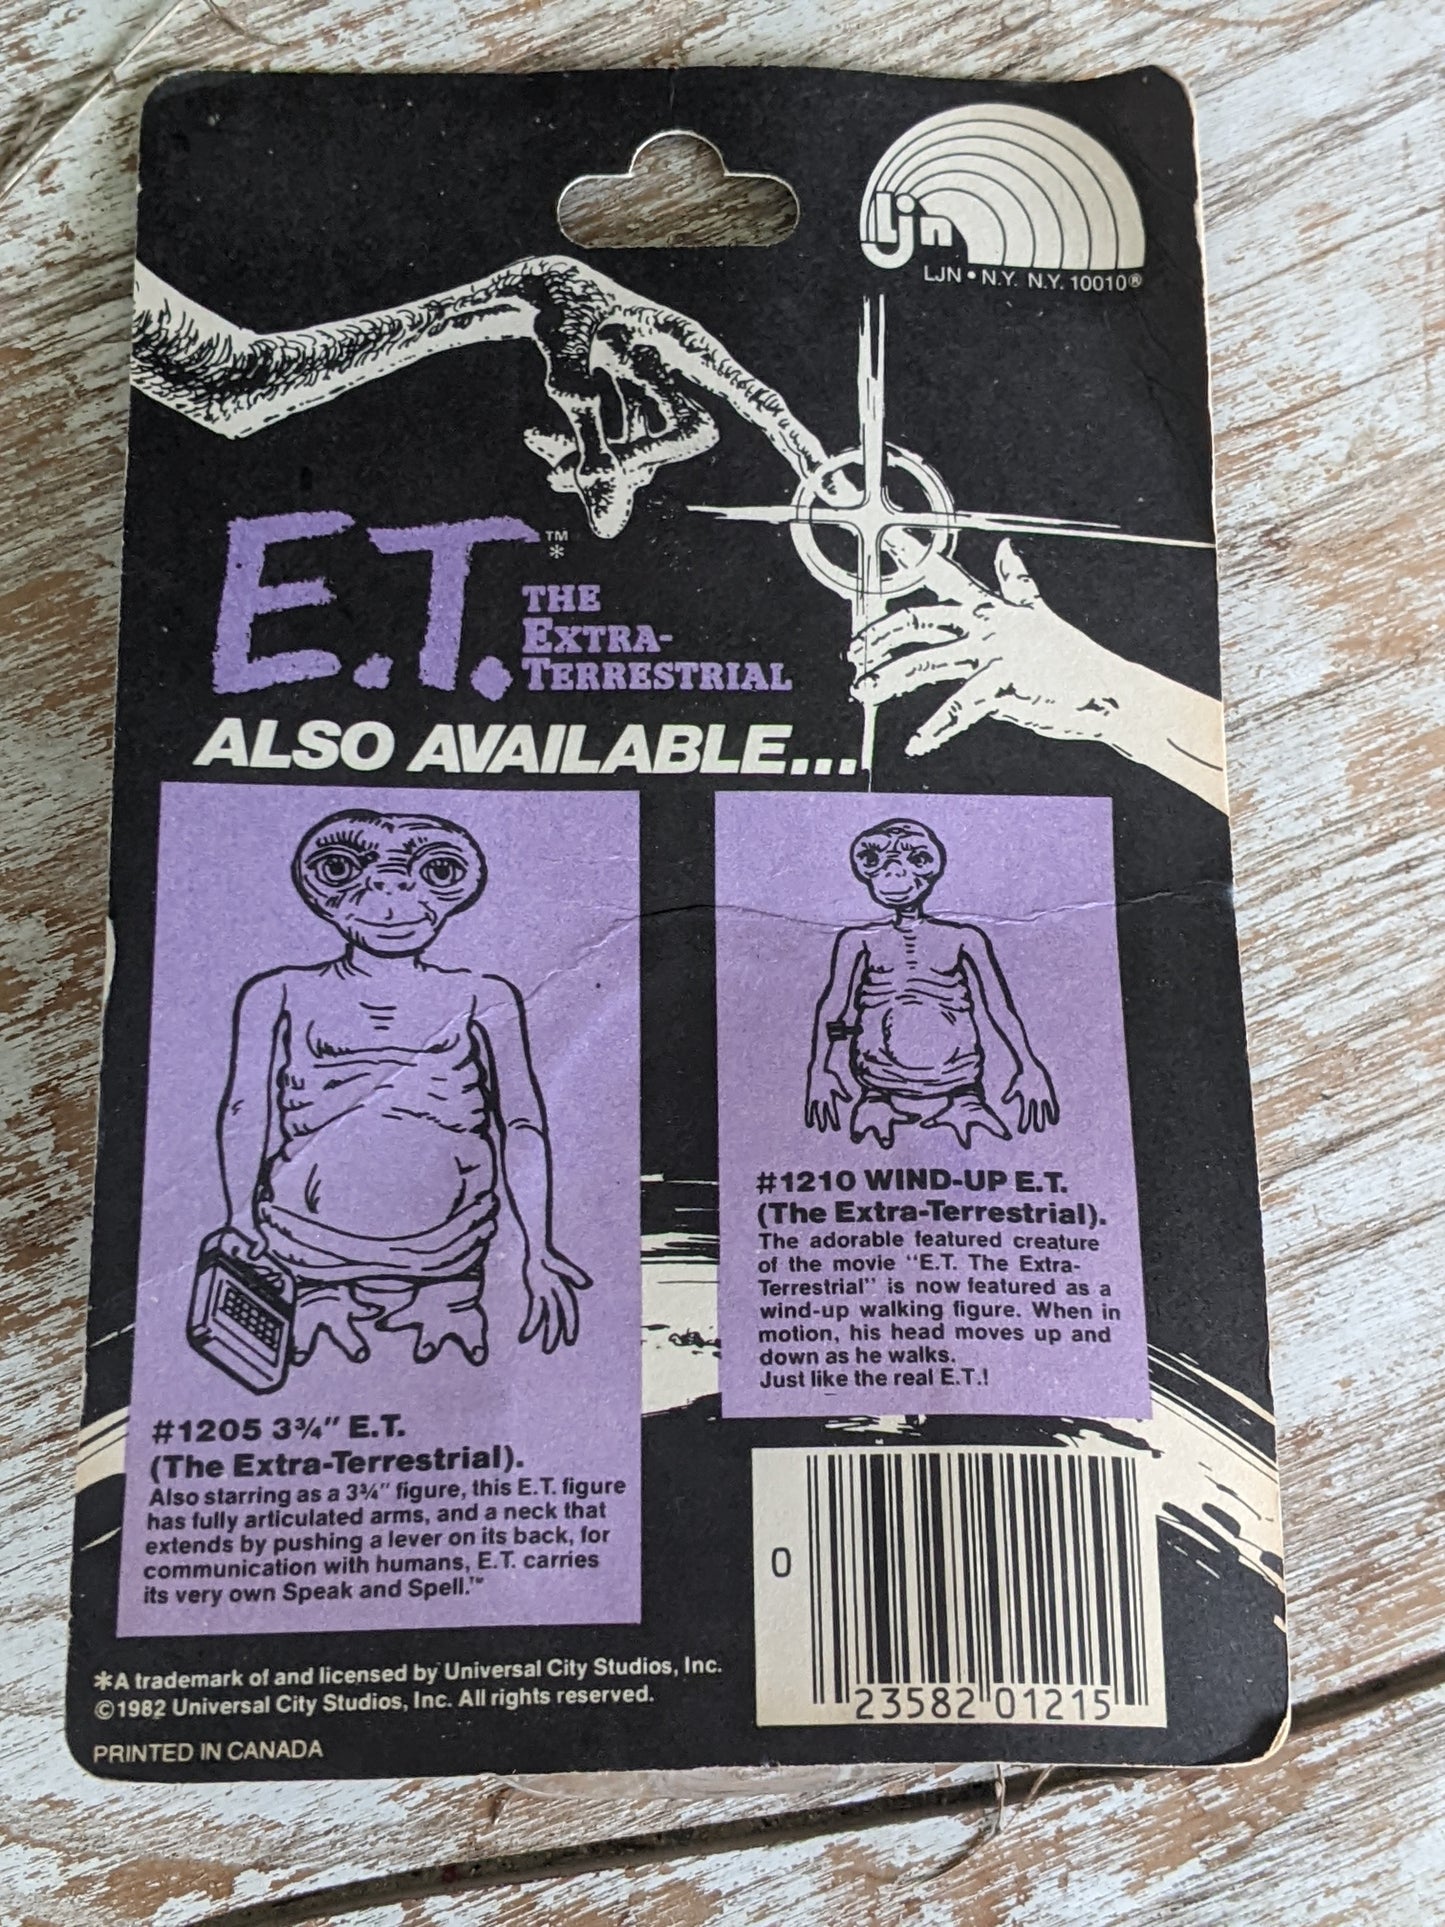 ljn
LJN • N.Y. N.Y. 10010®
E.T.™*
THE
EXTRA-
TERRESTRIAL
ALSO AVAILABLE...
#1205 3¾" E.T.
(The Extra-Terrestrial).
Also starring as a 3¾" figure, this E.T. figure
has fully articulated arms, and a neck that
extends by pushing a lever on its back, for
communication with humans, E.T. carries
its very own Speak and Spell.™
#1210 WIND-UP E.T.
(The Extra-Terrestrial).
The adorable featured creature
of the movie "E.T. The Extra-
Terrestrial" is now featured as a
wind-up walking figure. When in
motion, his head moves up and
down as he walks.
Just like the real E.T.!
0 23582 01215
*A trademark of and licensed by Universal City Studios, Inc.
©1982 Universal City Studios, Inc. All rights reserved.
PRINTED IN CANADA